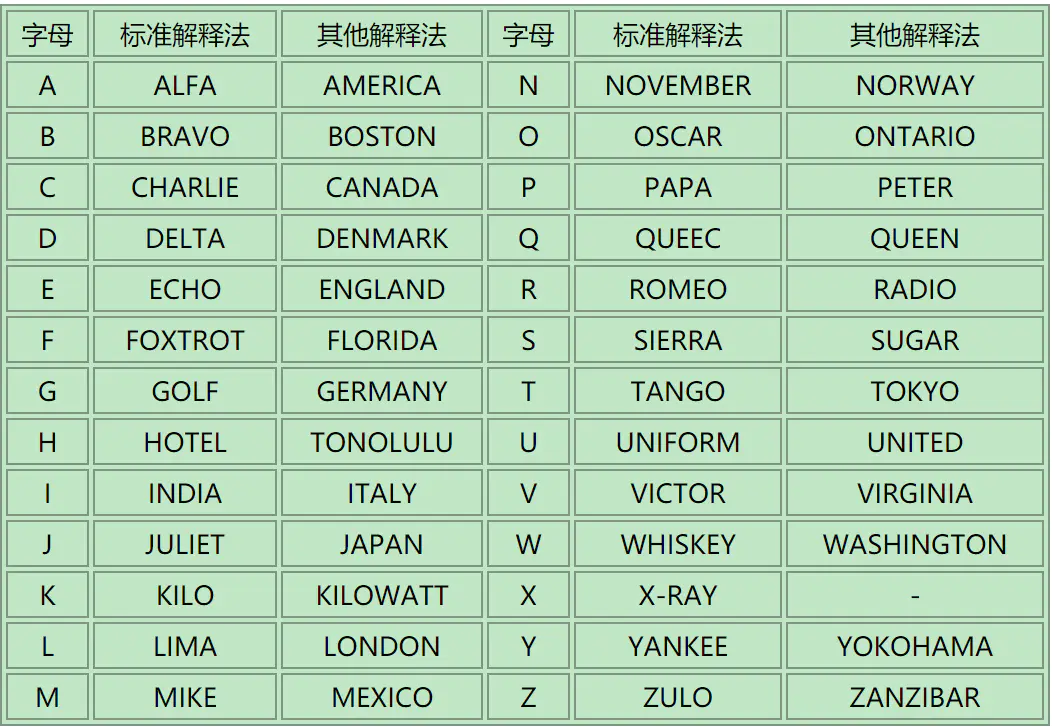 字母 标准解释法 其他解释法 字母 标准解释法 其他解释法
A ALFA AMERICA N NOVEMBER NORWAY
B BRAVO BOSTON O OSCAR ONTARIO
C CHARLIE CANADA P PAPA PETER
D DELTA DENMARK Q QUEEC QUEEN
E ECHO ENGLAND R ROMEO RADIO
F FOXTROT FLORIDA S SIERRA SUGAR
G GOLF GERMANY T TANGO TOKYO
H HOTEL TONOLULU U UNIFORM UNITED
I INDIA ITALY V VICTOR VIRGINIA
J JULIET JAPAN W WHISKEY WASHINGTON
K KILO KILOWATT X X-RAY -
L LIMA LONDON Y YANKEE YOKOHAMA
M MIKE MEXICO Z ZULO ZANZIBAR